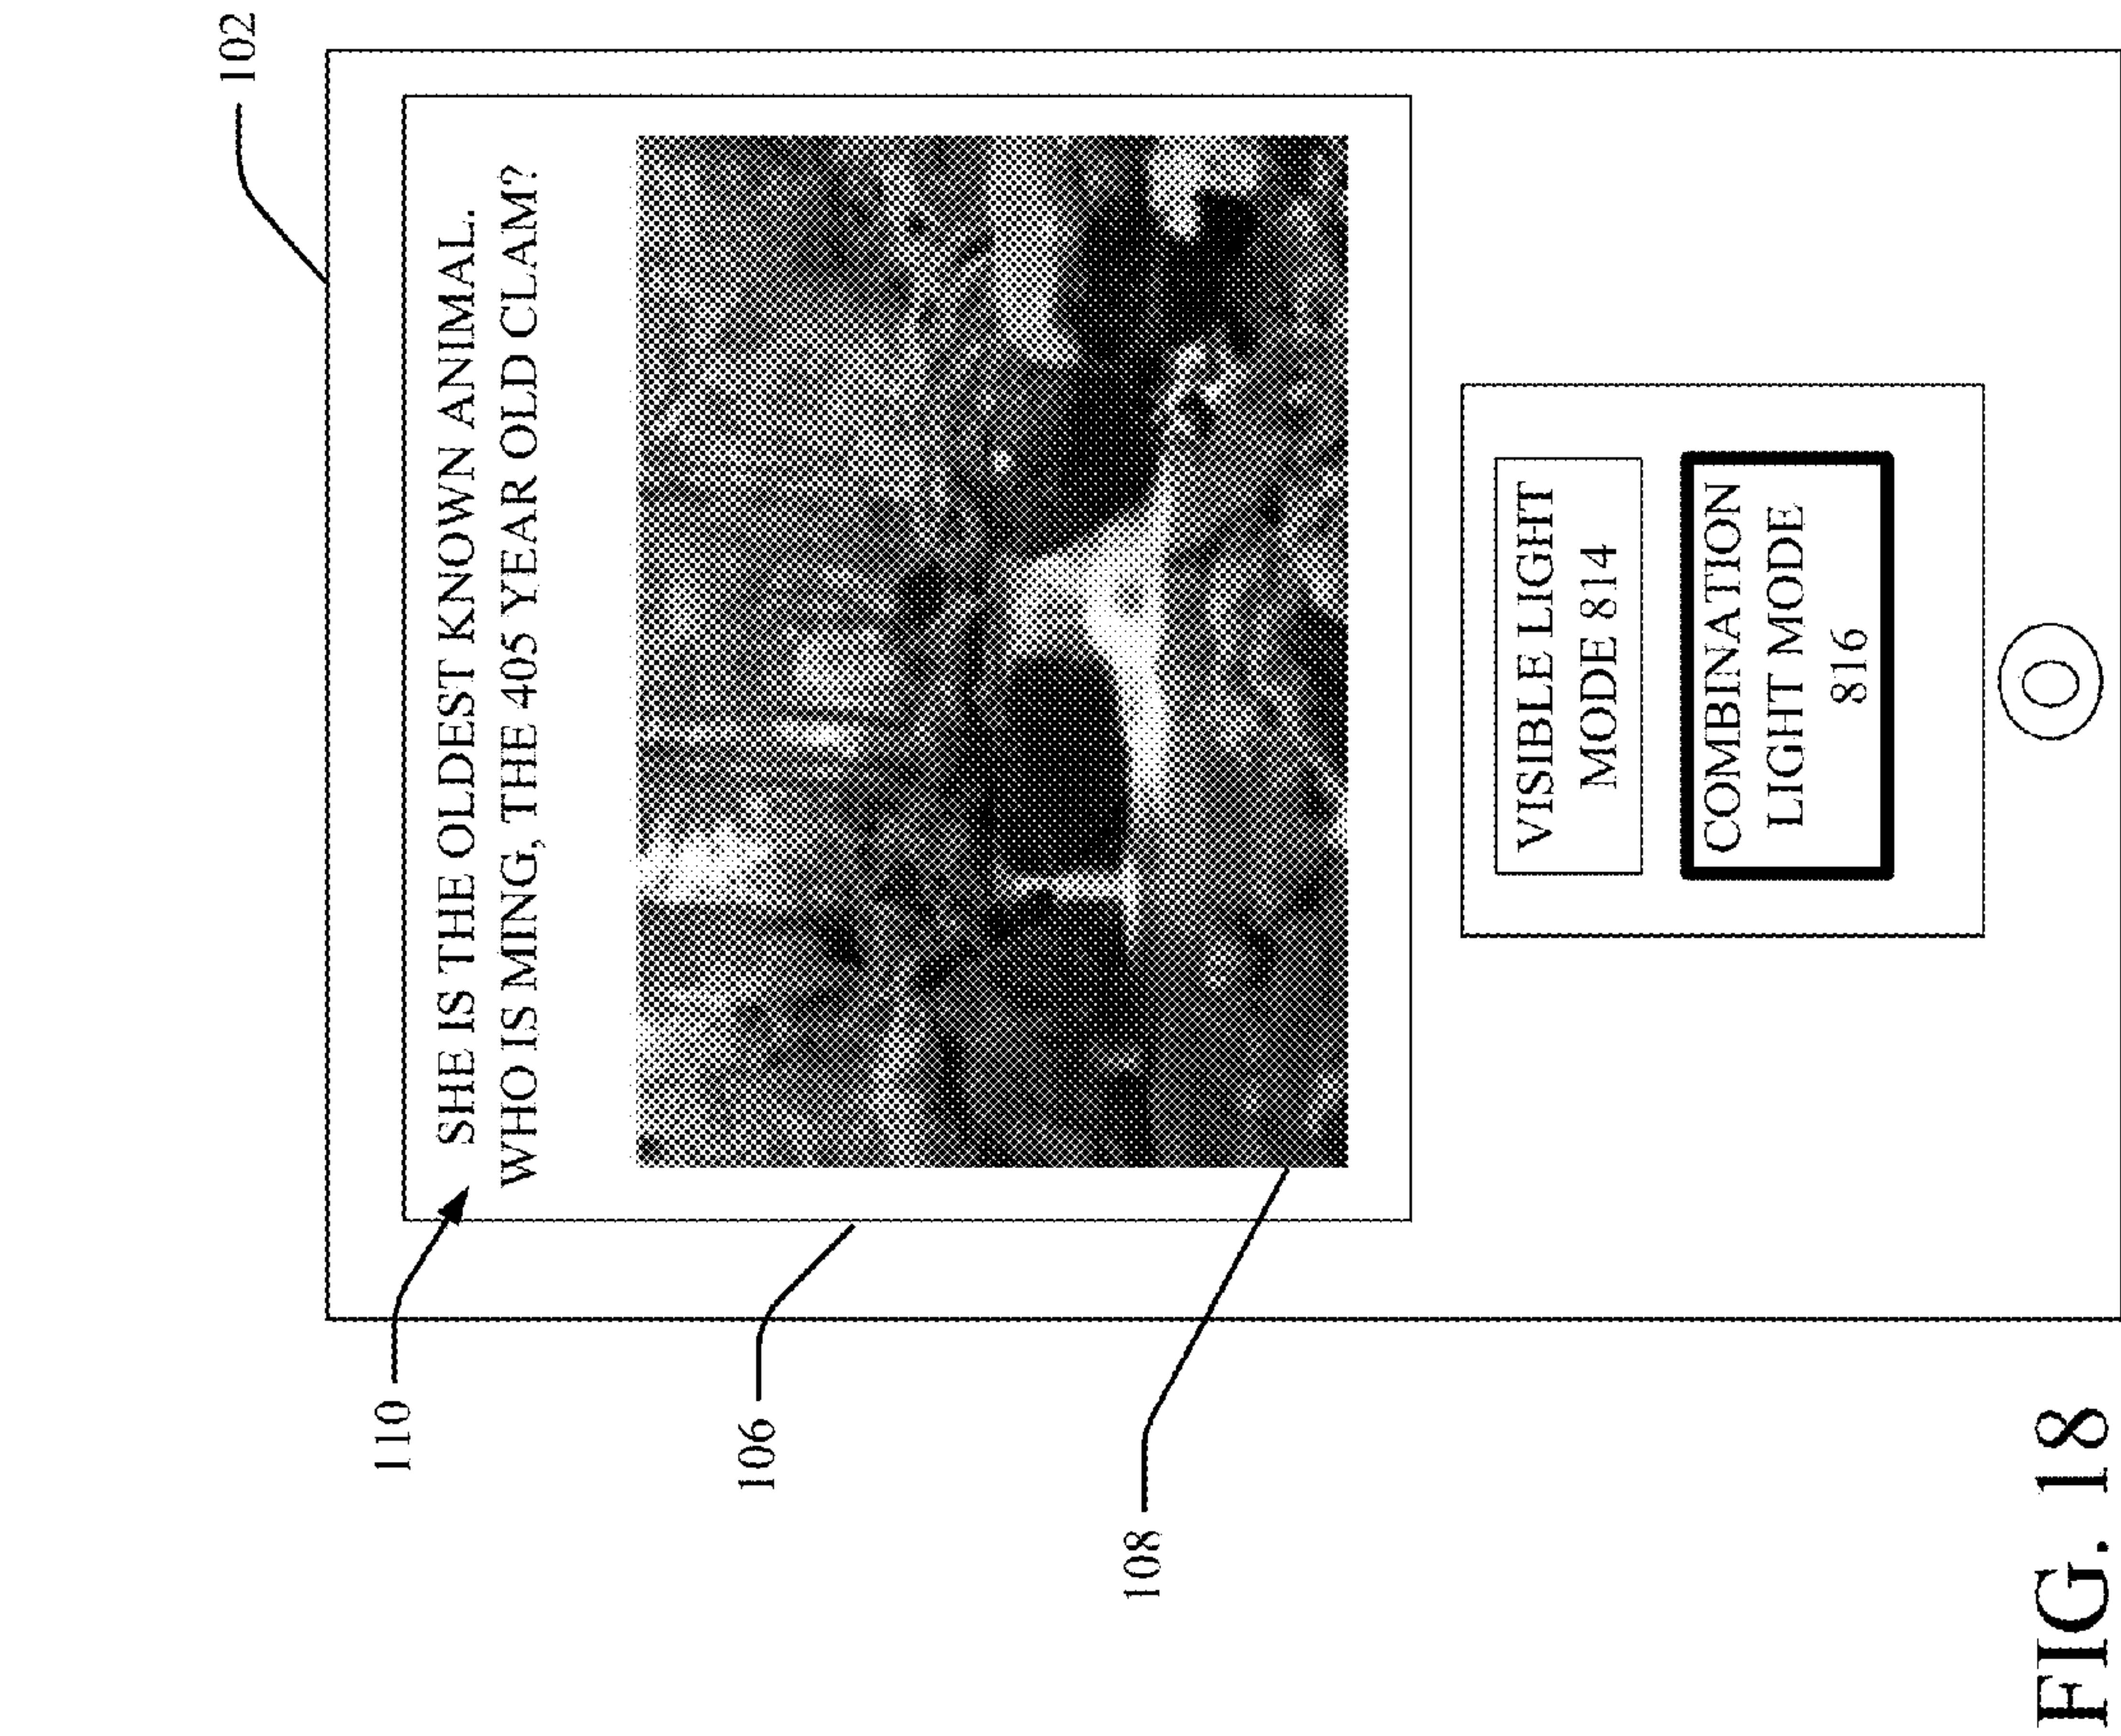 102
110
SHE IS THE OLDEST KNOWN ANIMAL.
WHO IS MING, THE 405 YEAR OLD CLAM?
106
108
VISIBLE LIGHT
MODE 814
COMBINATION
LIGHT MODE
816
FIG. 18